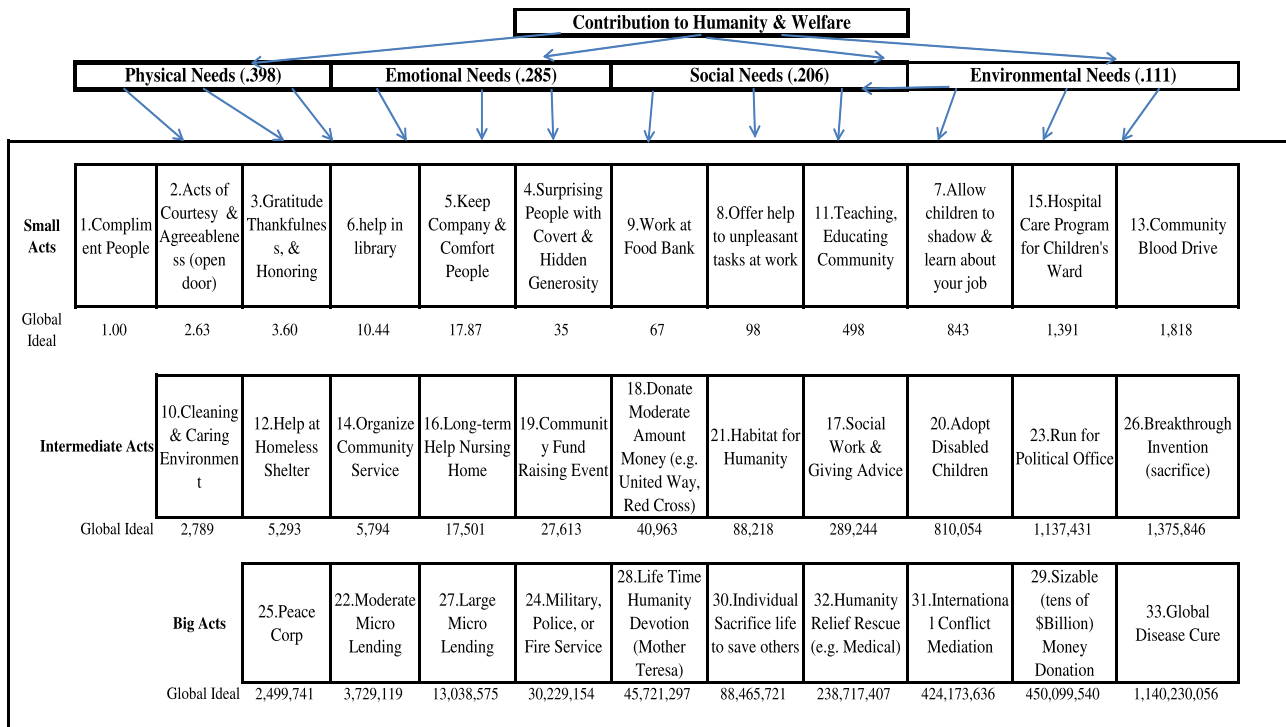 Contribution to Humanity & Welfare
Physical Needs (.398)
Emotional Needs (.285)
Social Needs (.206)
Environmental Needs (.111)
Small
Acts
1.Complim
ent People
2.Acts of
Courtesy &
Agreeablene
ss (open
door)
3.Gratitude
Thankfulnes
s, &
Honoring
6.help in
library
5.Keep
Company &
Comfort
People
4.Surprising
People with
Covert &
Hidden
Generosity
9.Work at
Food Bank
8.Offer help
to unpleasant
tasks at work
11.Teaching,
Educating
Community
7.Allow
children to
shadow &
learn about
your job
15.Hospital
Care Program
for Children's
Ward
13.Community
Blood Drive
Global
Ideal
1.00
2.63
3.60
10.44
17.87
35
67
98
498
843
1,391
1,818
Intermediate Acts
10.Cleaning
& Caring
Environmen
t
12.Help at
Homeless
Shelter
14.Organize
Community
Service
16.Long-term
Help Nursing
Home
19.Communit
y Fund
Raising Event
18.Donate
Moderate
Amount
Money (e.g.
United Way,
Red Cross)
21.Habitat for
Humanity
17.Social
Work &
Giving Advice
20.Adopt
Disabled
Children
23.Run for
Political Office
26.Breakthrough
Invention
(sacrifice)
Global Ideal
2,789
5,293
5,794
17,501
27,613
40,963
88,218
289,244
810,054
1,137,431
1,375,846
Big Acts
25.Peace
Corp
22.Moderate
Micro
Lending
27.Large
Micro
Lending
24.Military,
Police, or
Fire Service
28.Life Time
Humanity
Devotion
(Mother
Teresa)
30.Individual
Sacrifice life
to save others
32.Humanity
Relief Rescue
(e.g. Medical)
31.Internationa
l Conflict
Mediation
29.Sizable
(tens of
$Billion)
Money
Donation
33.Global
Disease Cure
Global Ideal
2,499,741
3,729,119
13,038,575
30,229,154
45,721,297
88,465,721
238,717,407
424,173,636
450,099,540
1,140,230,056